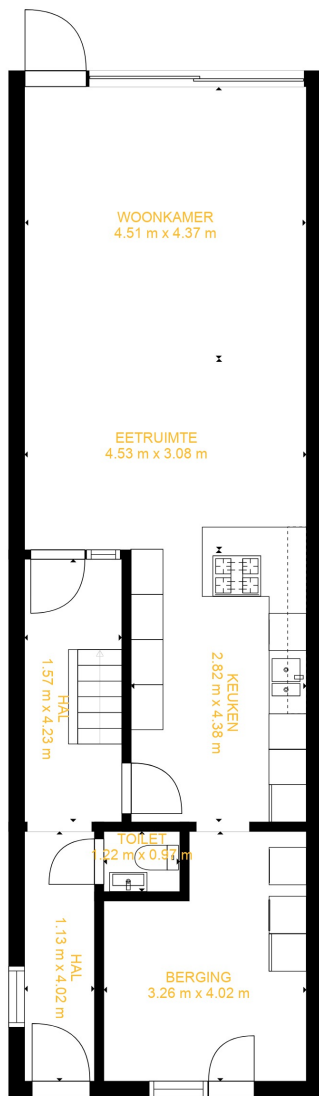 WOONKAMER
4.51 m x 4.37 m
EETRUIMTE
4.53 m x 3.08 m
HAL
1.57 m x 4.23 m
KEUKEN
2.82 m x 4.38 m
TOILET
1.22 m x 0.97 m
HAL
1.13 m x 4.02 m
BERGING
3.26 m x 4.02 m